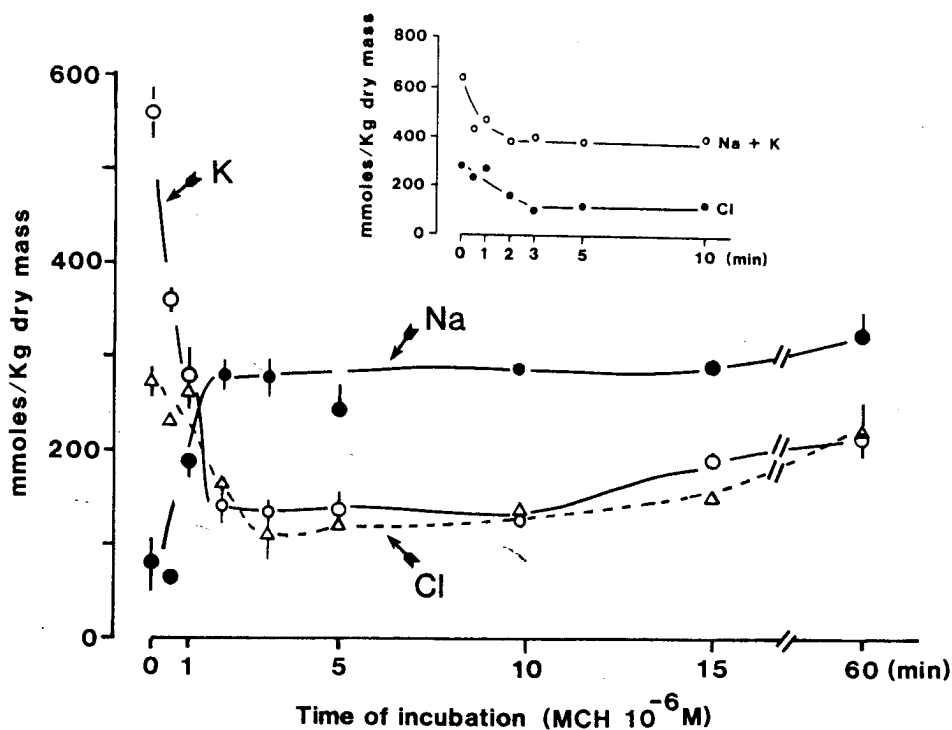 800
600
400
200
0
mmoles/Kg dry mass
Na + K
Cl
0 1 2 3 5 10 (min)
600
400
200
0
mmoles/Kg dry mass
K
Na
Cl
0 1 5 10 15 60 (min)
Time of incubation (MCH 10⁻⁶M)